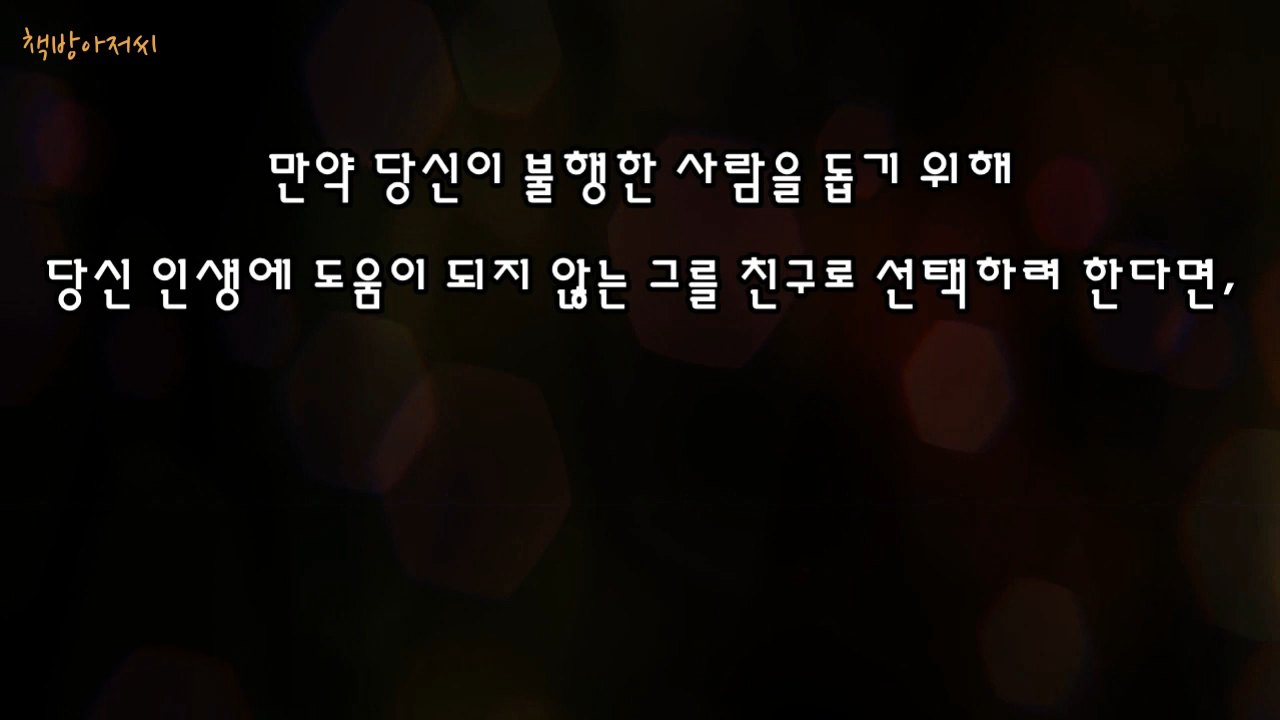 책방아저씨
만약 당신이 불행한 사람을 돕기 위해
당신 인생에 도움이 되지 않는 그를 친구로 선택하려 한다면,